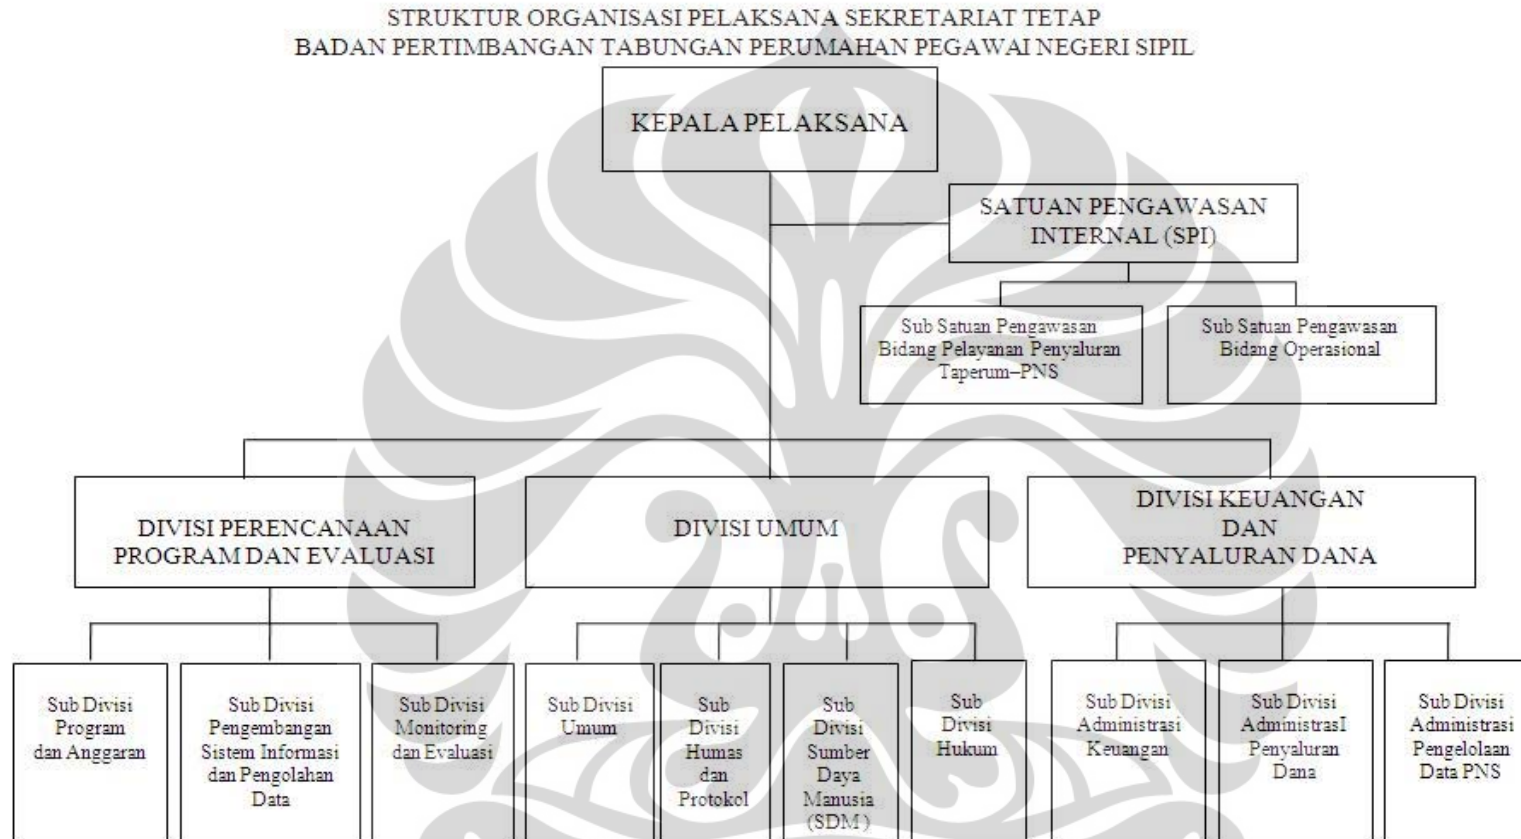 STRUKTUR ORGANISASI PELAKSANA SEKRETARIAT TETAP
BADAN PERTIMBANGAN TABUNGAN PERUMAHAN PEGAWAI NEGERI SIPIL
KEPALA PELAKSANA
SATUAN PENGAWASAN
INTERNAL (SPI)
Sub Satuan Pengawasan
Bidang Pelayanan Penyaluran
Taperum–PNS
Sub Satuan Pengawasan
Bidang Operasional
DIVISI PERENCANAAN
PROGRAM DAN EVALUASI
DIVISI UMUM
DIVISI KEUANGAN
DAN
PENYALURAN DANA
Sub Divisi
Program
dan Anggaran
Sub Divisi
Pengembangan
Sistem Informasi
dan Pengolahan
Data
Sub Divisi
Monitoring
dan Evaluasi
Sub Divisi
Umum
Sub
Divisi
Humas
dan
Protokol
Sub
Divisi
Sumber
Daya
Manusia
(SDM )
Sub
Divisi
Hukum
Sub Divisi
Administrasi
Keuangan
Sub Divisi
AdministrasI
Penyaluran
Dana
Sub Divisi
Administrasi
Pengelolaan
Data PNS